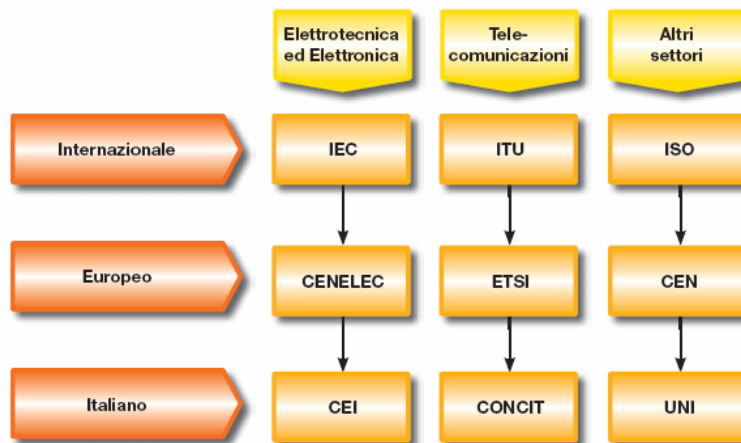 Elettrotecnica
ed Elettronica
Tele-
comunicazioni
Altri
settori
Internazionale
IEC
ITU
ISO
Europeo
CENELEC
ETSI
CEN
Italiano
CEI
CONCIT
UNI